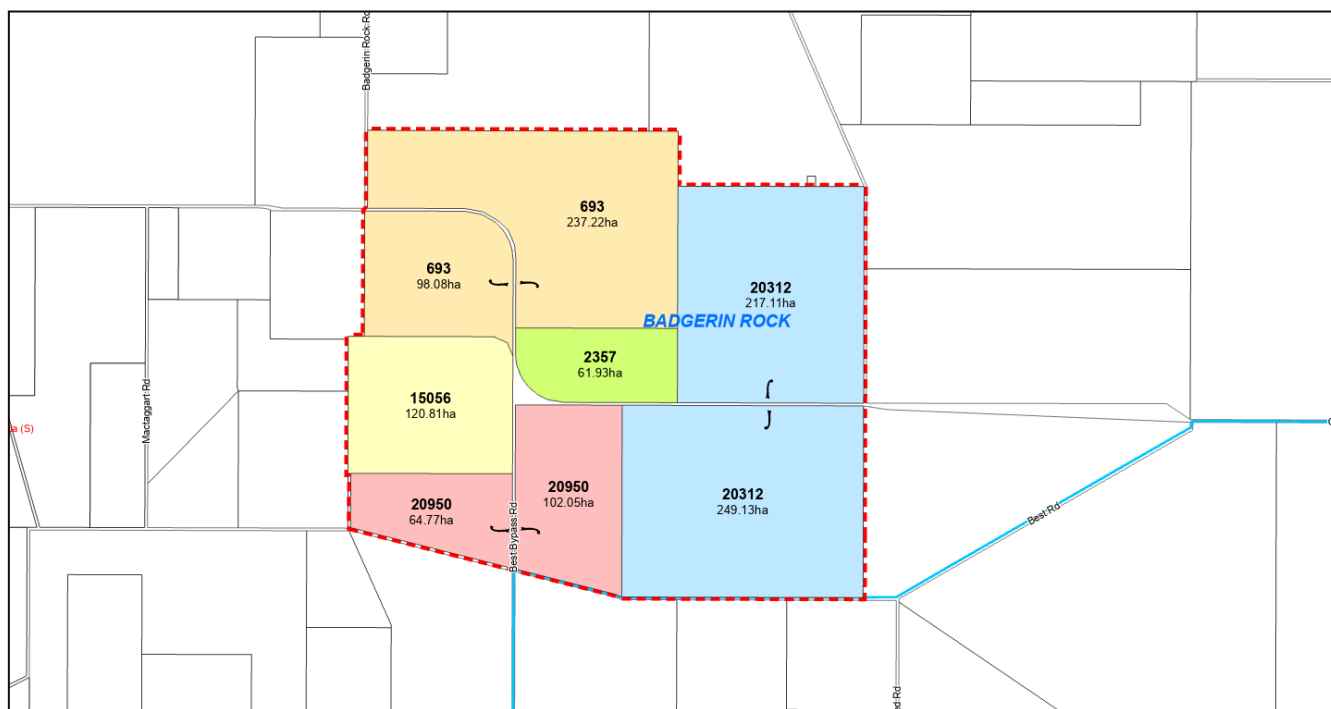 Badgerin Rock Rd
693
237.22ha
693
98.08ha
20312
217.11ha
BADGERIN ROCK
2357
61.93ha
15056
120.81ha
Mactaggart Rd
a (S)
20950
102.05ha
20950
64.77ha
20312
249.13ha
Best Bypass Rd
Best Rd
Rd